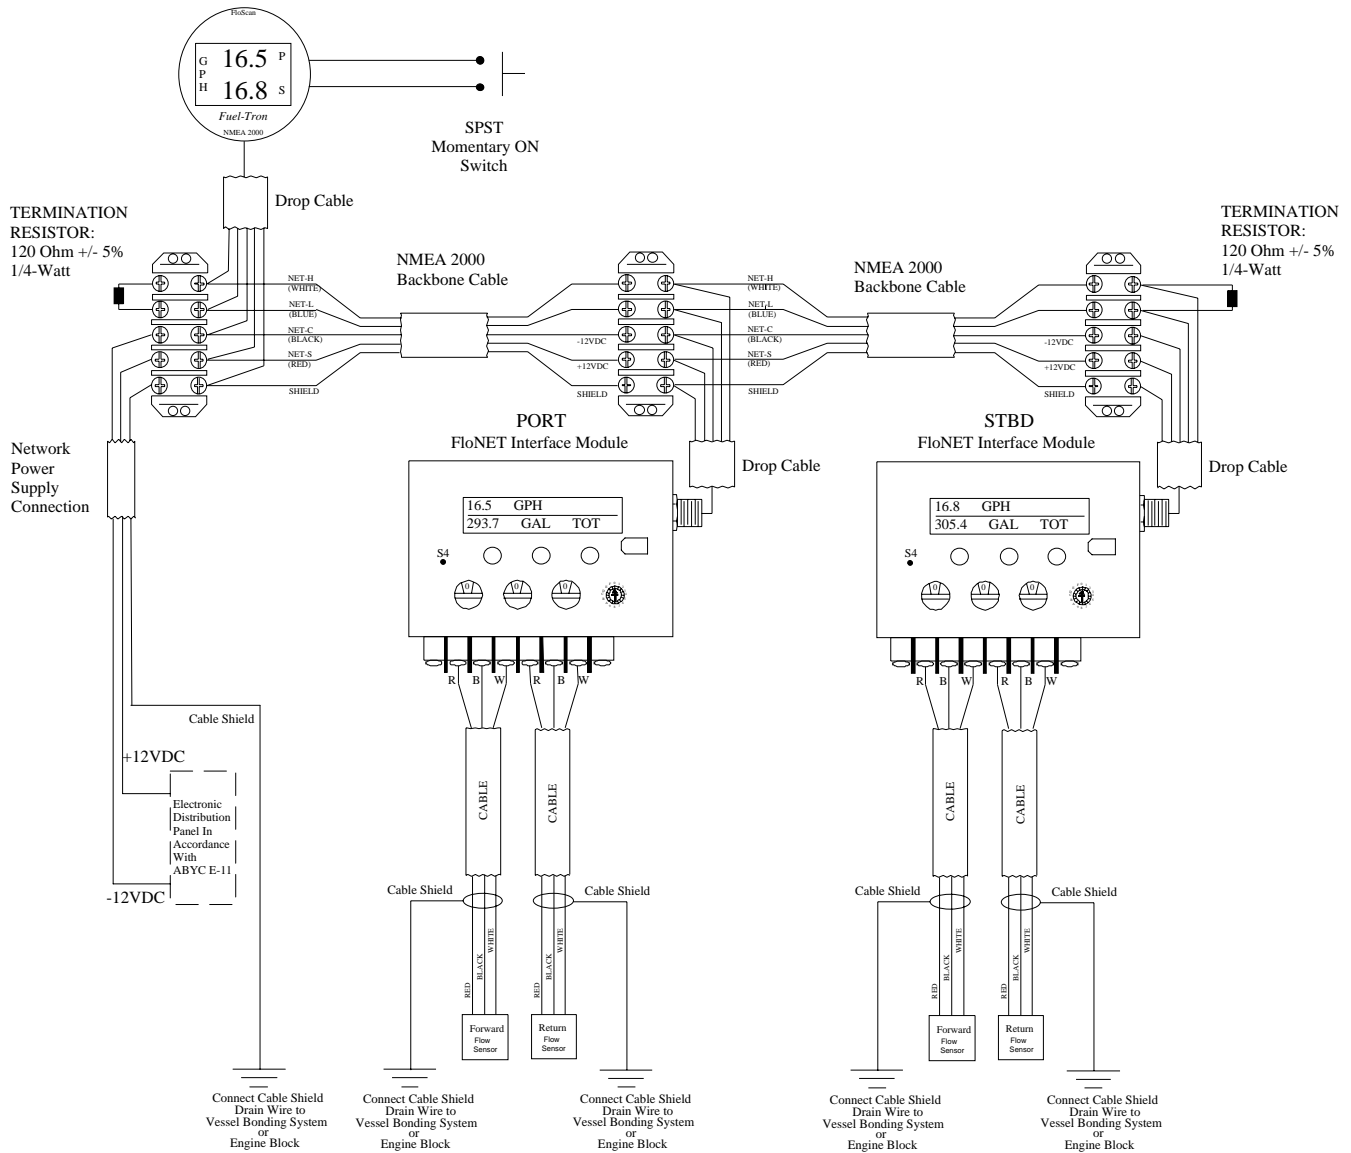 FloScan
G
P
H
16.5 P
16.8 S
Fuel-Tron
NMEA 2000
SPST
Momentary ON
Switch
Drop Cable
TERMINATION
RESISTOR:
120 Ohm +/- 5%
1/4-Watt
NMEA 2000
Backbone Cable
NMEA 2000
Backbone Cable
TERMINATION
RESISTOR:
120 Ohm +/- 5%
1/4-Watt
NET-H
(WHITE)
NET-L
(BLUE)
NET-C
(BLACK)
NET-S
(RED)
SHIELD
-12VDC
+12VDC
SHIELD
NET-H
(WHITE)
NET-L
(BLUE)
NET-C
(BLACK)
NET-S
(RED)
SHIELD
-12VDC
+12VDC
SHIELD
Network
Power
Supply
Connection
PORT
FloNET Interface Module
Drop Cable
16.5 GPH
293.7 GAL TOT
S4
0 0 0
R B W R B W
STBD
FloNET Interface Module
Drop Cable
16.8 GPH
305.4 GAL TOT
S4
0 0 0
R B W R B W
Cable Shield
+12VDC
Electronic
Distribution
Panel In
Accordance
With
ABYC E-11
-12VDC
CABLE
CABLE
CABLE
CABLE
Cable Shield
Cable Shield
Cable Shield
Cable Shield
RED
BLACK
WHITE
RED
BLACK
WHITE
RED
BLACK
WHITE
RED
BLACK
WHITE
Forward
Flow
Sensor
Return
Flow
Sensor
Forward
Flow
Sensor
Return
Flow
Sensor
Connect Cable Shield
Drain Wire to
Vessel Bonding System
or
Engine Block
Connect Cable Shield
Drain Wire to
Vessel Bonding System
or
Engine Block
Connect Cable Shield
Drain Wire to
Vessel Bonding System
or
Engine Block
Connect Cable Shield
Drain Wire to
Vessel Bonding System
or
Engine Block
Connect Cable Shield
Drain Wire to
Vessel Bonding System
or
Engine Block